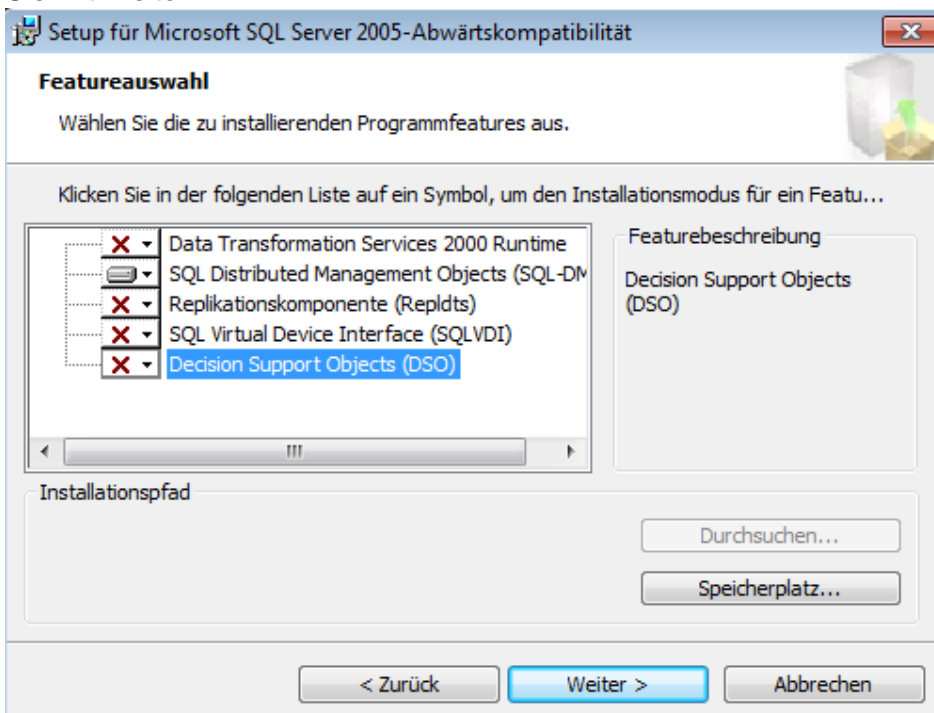 Setup für Microsoft SQL Server 2005-Abwärtskompatibilität
Featureauswahl
Wählen Sie die zu installierenden Programmfeatures aus.
Klicken Sie in der folgenden Liste auf ein Symbol, um den Installationsmodus für ein Featu...
Data Transformation Services 2000 Runtime
SQL Distributed Management Objects (SQL-DM
Replikationskomponente (Repldts)
SQL Virtual Device Interface (SQLVDI)
Decision Support Objects (DSO)
Featurebeschreibung
Decision Support Objects
(DSO)
Installationspfad
Durchsuchen...
Speicherplatz...
< Zurück
Weiter >
Abbrechen